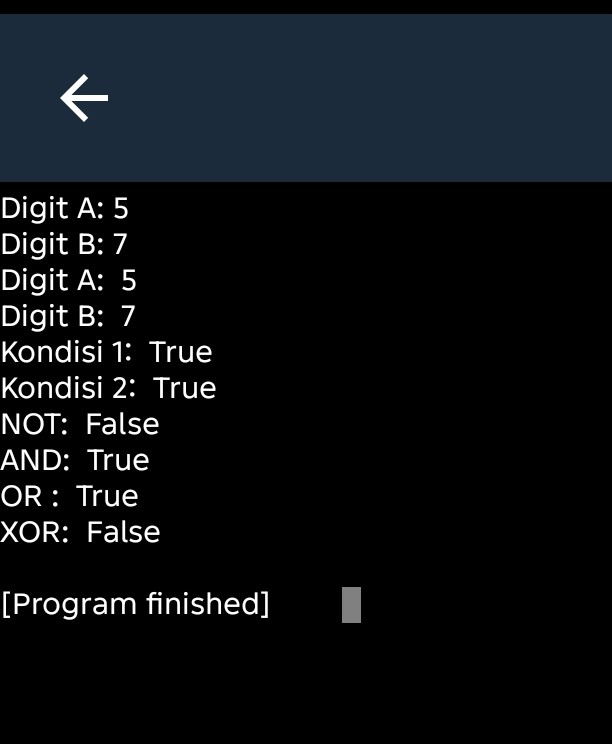 Digit A: 5
Digit B: 7
Digit A:  5
Digit B:  7
Kondisi 1:  True
Kondisi 2:  True
NOT:  False
AND:  True
OR :  True
XOR:  False
[Program finished]